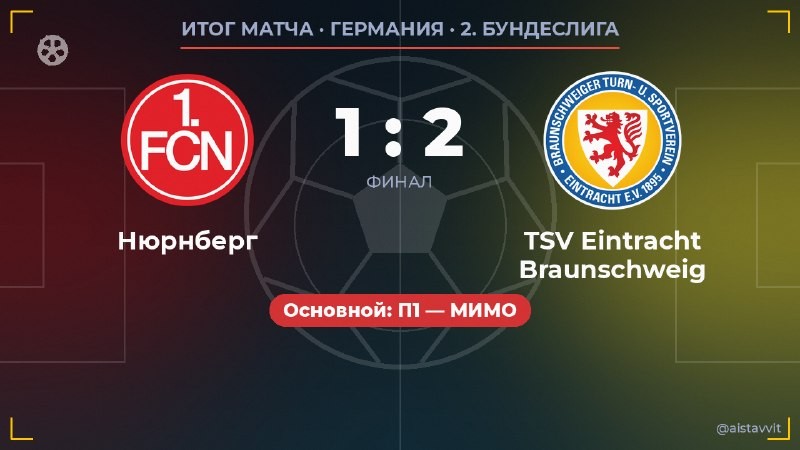 ИТОГ МАТЧА · ГЕРМАНИЯ · 2. БУНДЕСЛИГА
1.
FCN
1 : 2
BRAUNSCHWEIGER TURN- U. SPORTVEREIN
EINTRACHT E.V. 1895
ФИНАЛ
Нюрнберг
TSV Eintracht
Braunschweig
Основной: П1 — МИМО
@aistavvit